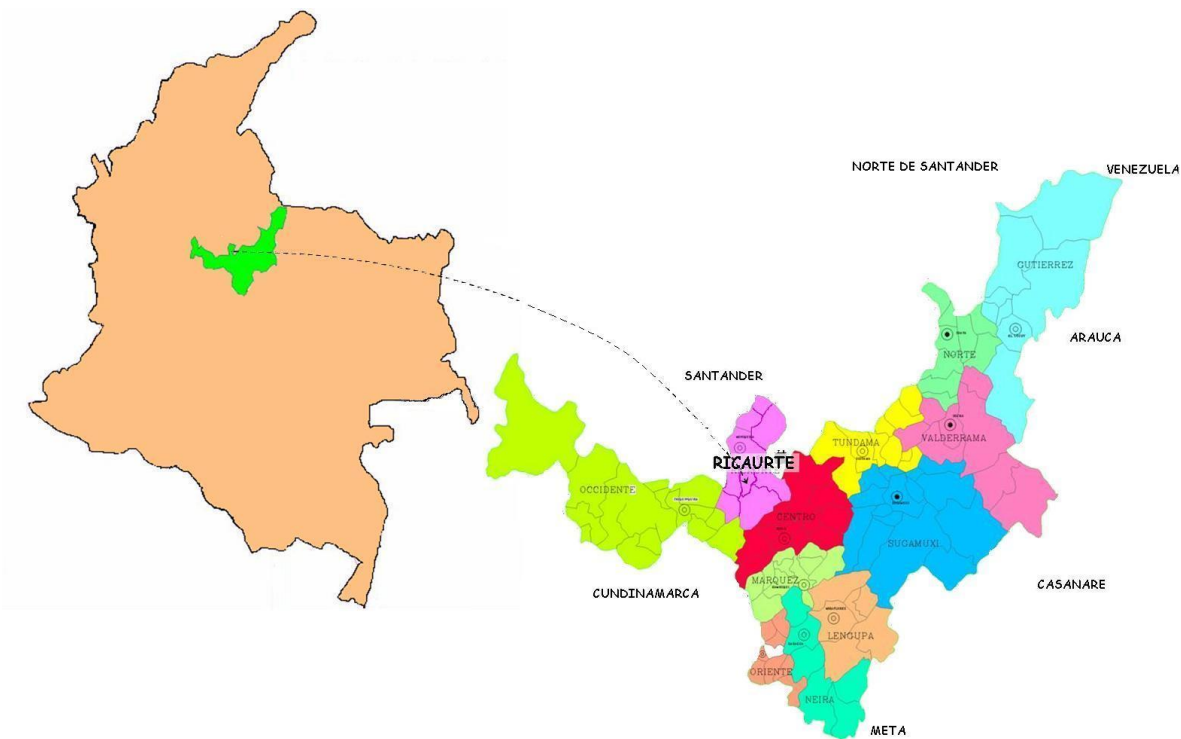 NORTE DE SANTANDER
VENEZUELA
GUTIERREZ
ARAUCA
NORTE
SANTANDER
TUNDAMA
VALDERRAMA
RICAURTE
OCCIDENTE
CENTRO
SUGAMUXI
MARQUEZ
CASANARE
CUNDINAMARCA
LENGUPA
ORIENTE
NEIRA
META